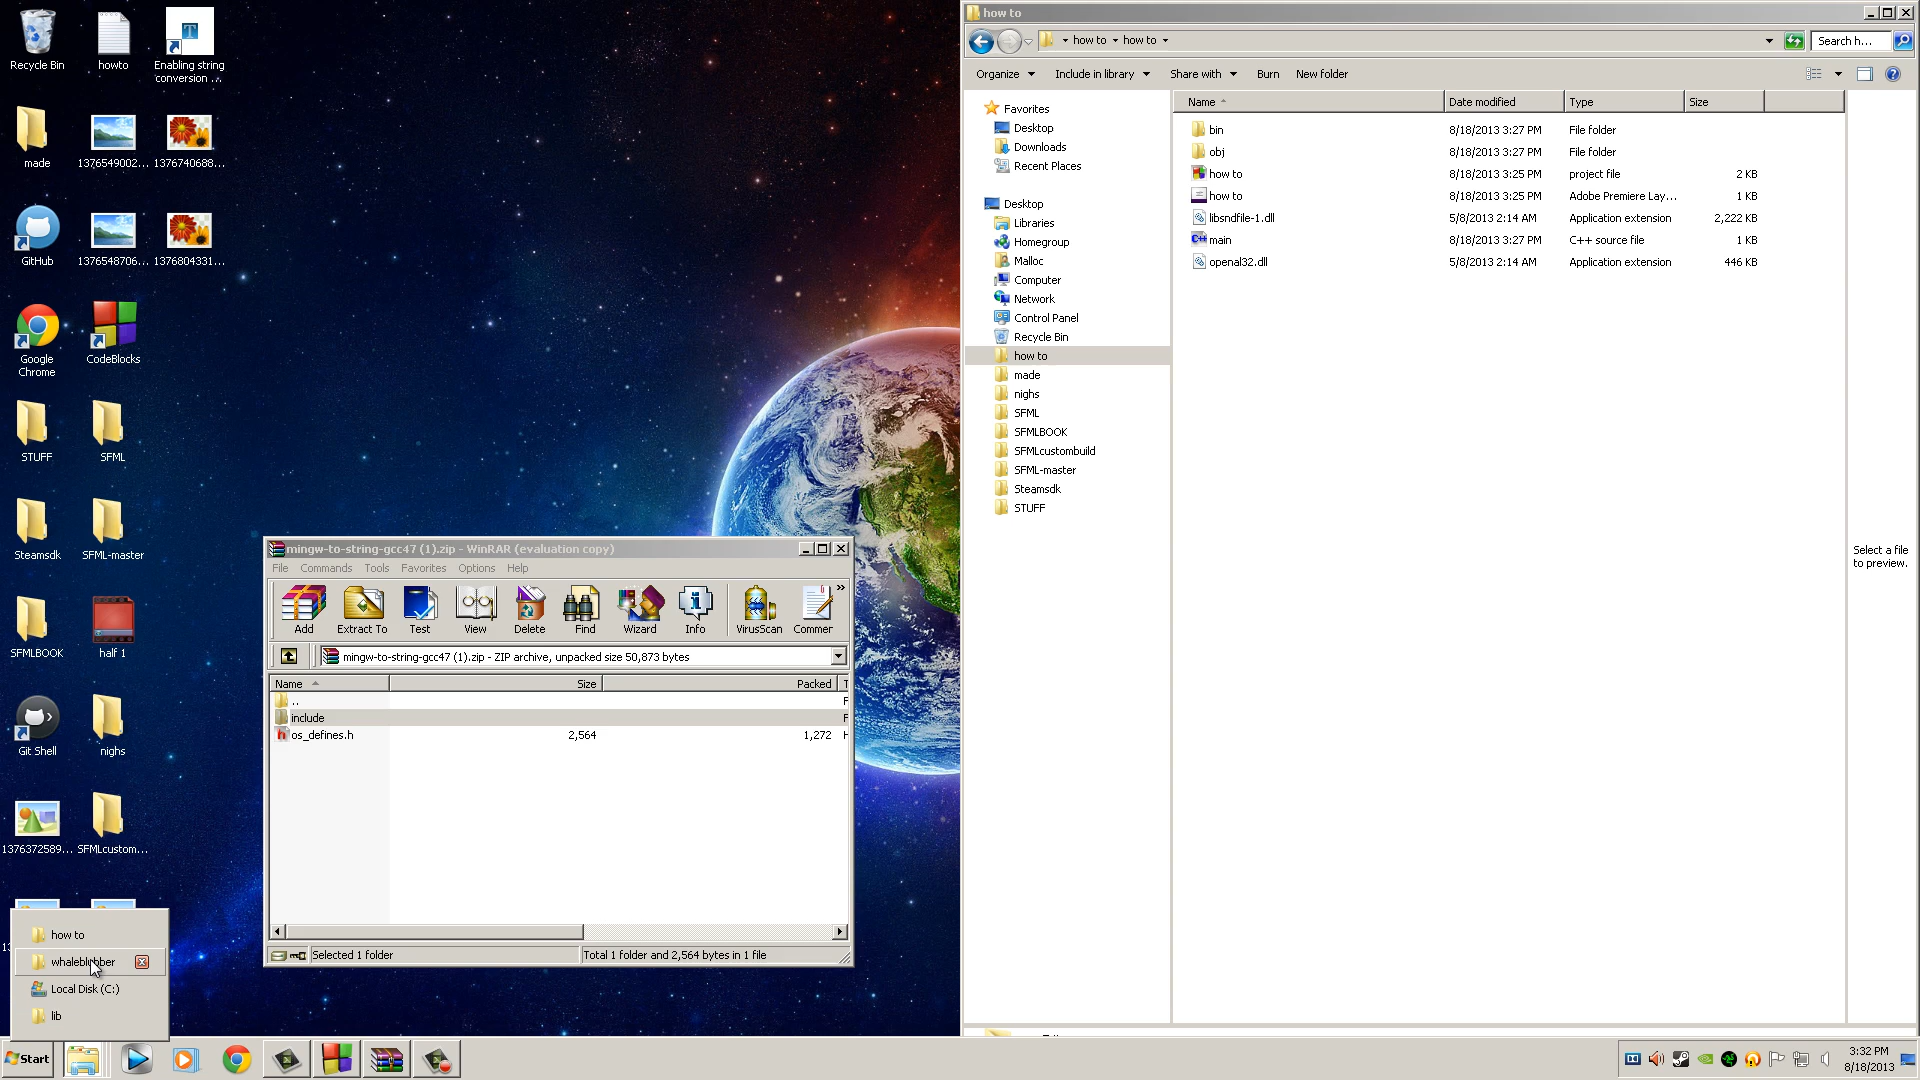 Recycle Bin
howto
Enabling string
conversion ...
made
1376549002...
1376740688...
GitHub
1376548706...
1376804331...
Google
Chrome
CodeBlocks
STUFF
SFML
Steamsdk
SFML-master
SFMLBOOK
half 1
Git Shell
nighs
1376372589...
SFMLcustom...
how to
Local Disk (C:)
lib
Start
mingw-to-string-gcc47 (1).zip - WinRAR (evaluation copy)
File Commands Tools Favorites Options Help
Add Extract To Test View Delete Find Wizard Info VirusScan Commer
mingw-to-string-gcc47 (1).zip - ZIP archive, unpacked size 50,873 bytes
Name Size Packed T
..
include
os_defines.h 2,564 1,272
Selected 1 folder
Total 1 folder and 2,564 bytes in 1 file
how to
how to how to
Search h...
Organize Include in library Share with Burn New folder
Favorites
Desktop
Downloads
Recent Places
Desktop
Libraries
Homegroup
Malloc
Computer
Network
Control Panel
Recycle Bin
how to
made
nighs
SFML
SFMLBOOK
SFMLcustombuild
SFML-master
Steamsdk
STUFF
Name Date modified Type Size
bin 8/18/2013 3:27 PM File folder
obj 8/18/2013 3:27 PM File folder
how to 8/18/2013 3:25 PM project file 2 KB
how to 8/18/2013 3:25 PM Adobe Premiere Lay... 1 KB
libsndfile-1.dll 5/8/2013 2:14 AM Application extension 2,222 KB
main 8/18/2013 3:27 PM C++ source file 1 KB
openal32.dll 5/8/2013 2:14 AM Application extension 446 KB
Select a file
to preview.
3:32 PM
8/18/2013